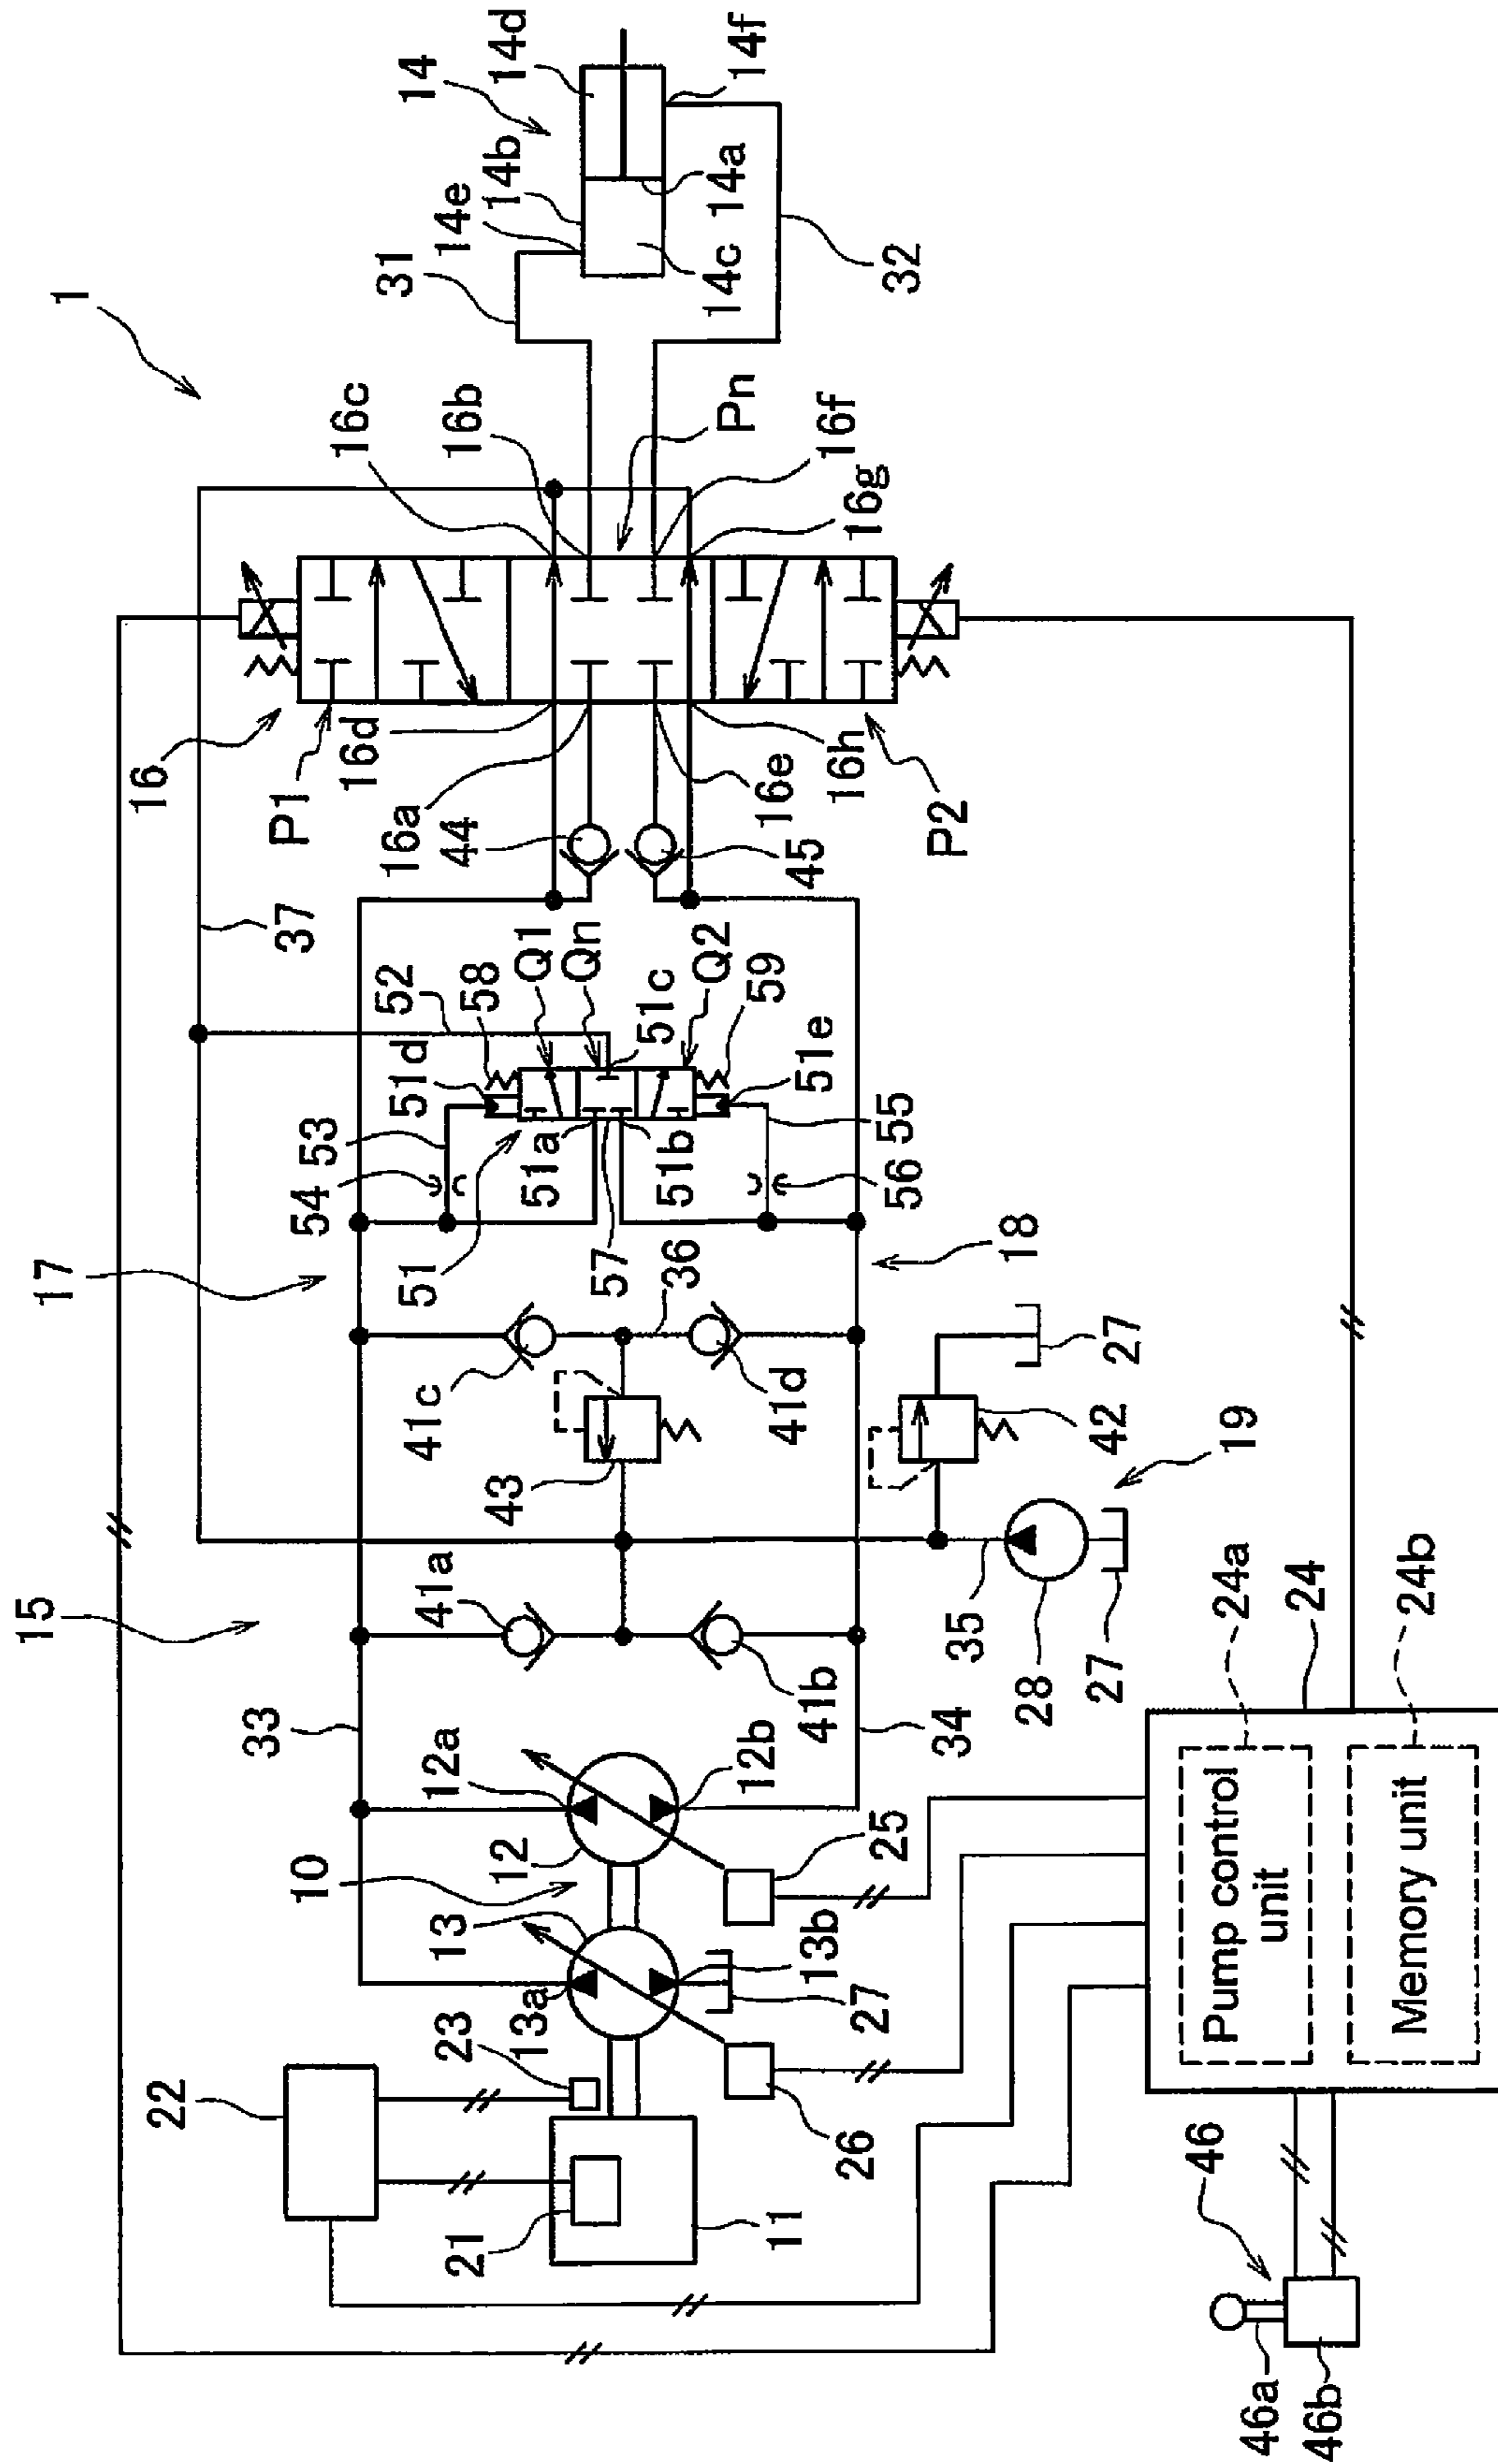 1
14
14d
14b
14e
14f
14a
14c
31
32
16c
16b
Pn
16f
16g
16
P1
16d
16a
44
16e
16h
45
P2
37
52
58
Q1
Qn
51c
Q2
59
51d
51e
53
54
51a
51b
55
56
51
57
17
18
36
41c
41d
43
27
42
19
15
41a
41b
35
28
27
33
12a
12b
34
10
12
25
13
13a
13b
27
23
26
22
21
11
24a
24
24b
Pump control
unit
Memory unit
46
46a
46b